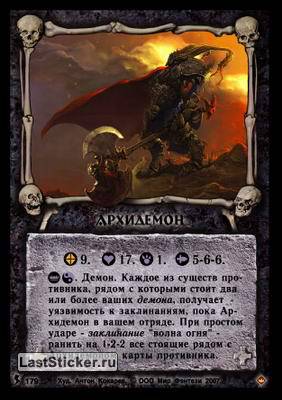 АРХИДЕМОН
9. 17. 1. 5-6-6.
. Демон. Каждое из существ про-
тивника, рядом с которыми стоит два
или более ваших демона, получает
уязвимость к заклинаниям, пока Ар-
хидемон в вашем отряде. При простом
ударе - заклинание "волна огня" -
ранить на 1-2-2 все стоящие рядом с
карты противника.
LastSticker.ru
179
Худ. Антон Кокарев. © ООО Мир Фэнтези 2007